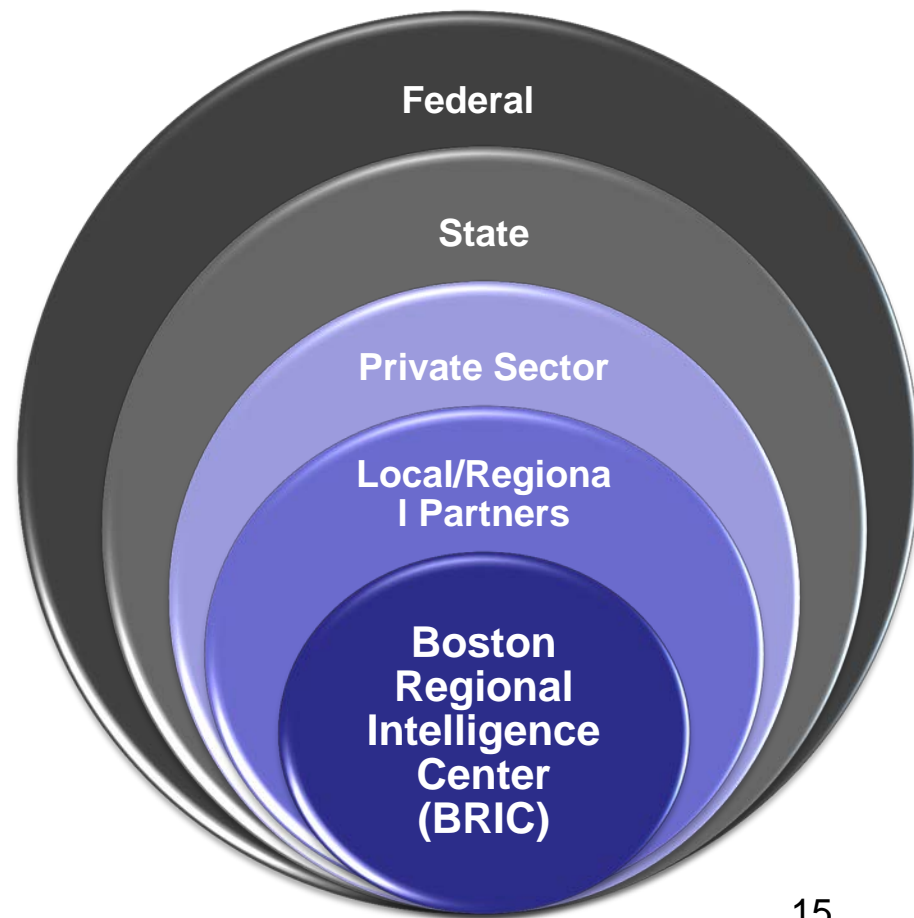 Federal
State
Private Sector
Local/Regiona
l Partners
Boston
Regional
Intelligence
Center
(BRIC)
15